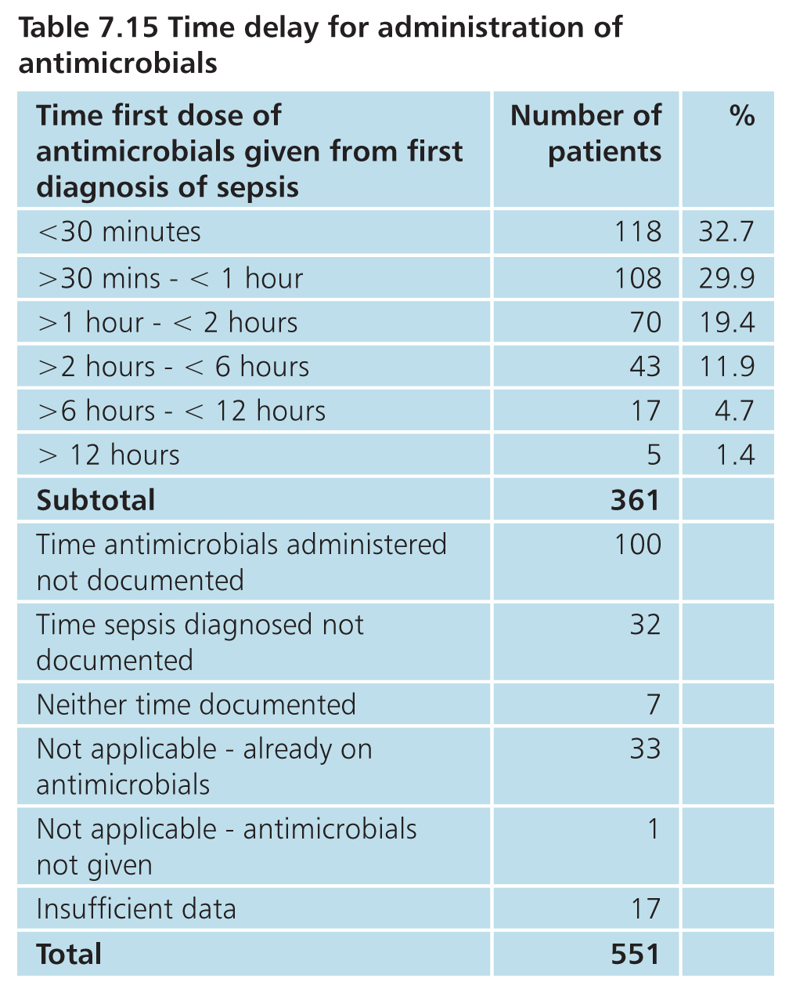 Table 7.15 Time delay for administration of
antimicrobials
Time first dose of
antimicrobials given from first
diagnosis of sepsis
Number of
patients
%
<30 minutes 118 32.7
>30 mins - < 1 hour 108 29.9
>1 hour - < 2 hours 70 19.4
>2 hours - < 6 hours 43 11.9
>6 hours - < 12 hours 17 4.7
> 12 hours 5 1.4
Subtotal 361
Time antimicrobials administered 100
not documented
Time sepsis diagnosed not 32
documented
Neither time documented 7
Not applicable - already on 33
antimicrobials
Not applicable - antimicrobials 1
not given
Insufficient data 17
Total 551